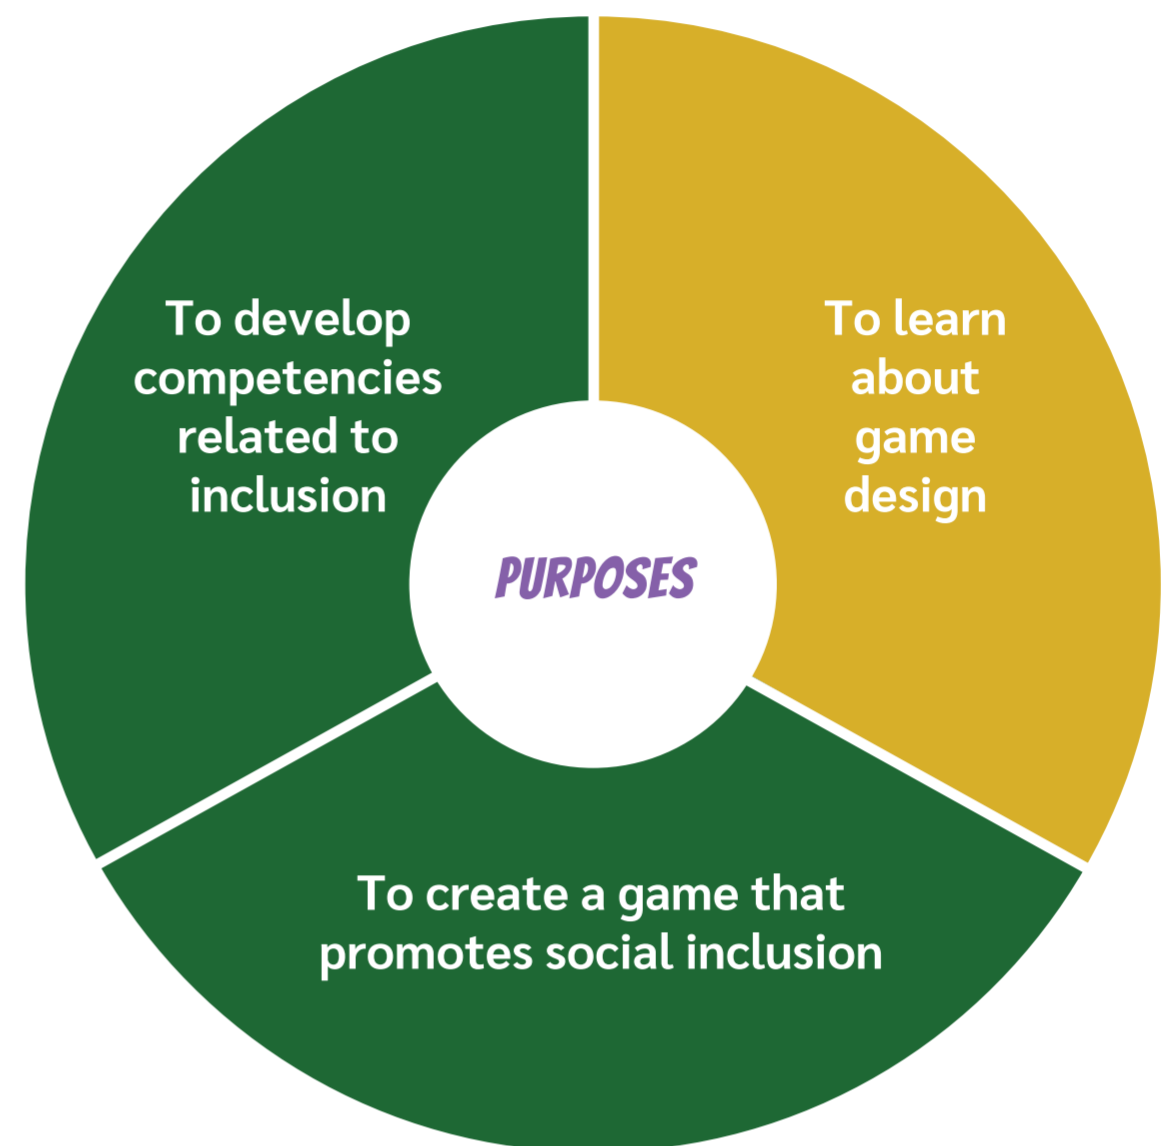 To develop
competencies
related to
inclusion
To learn
about
game
design
PURPOSES
To create a game that
promotes social inclusion